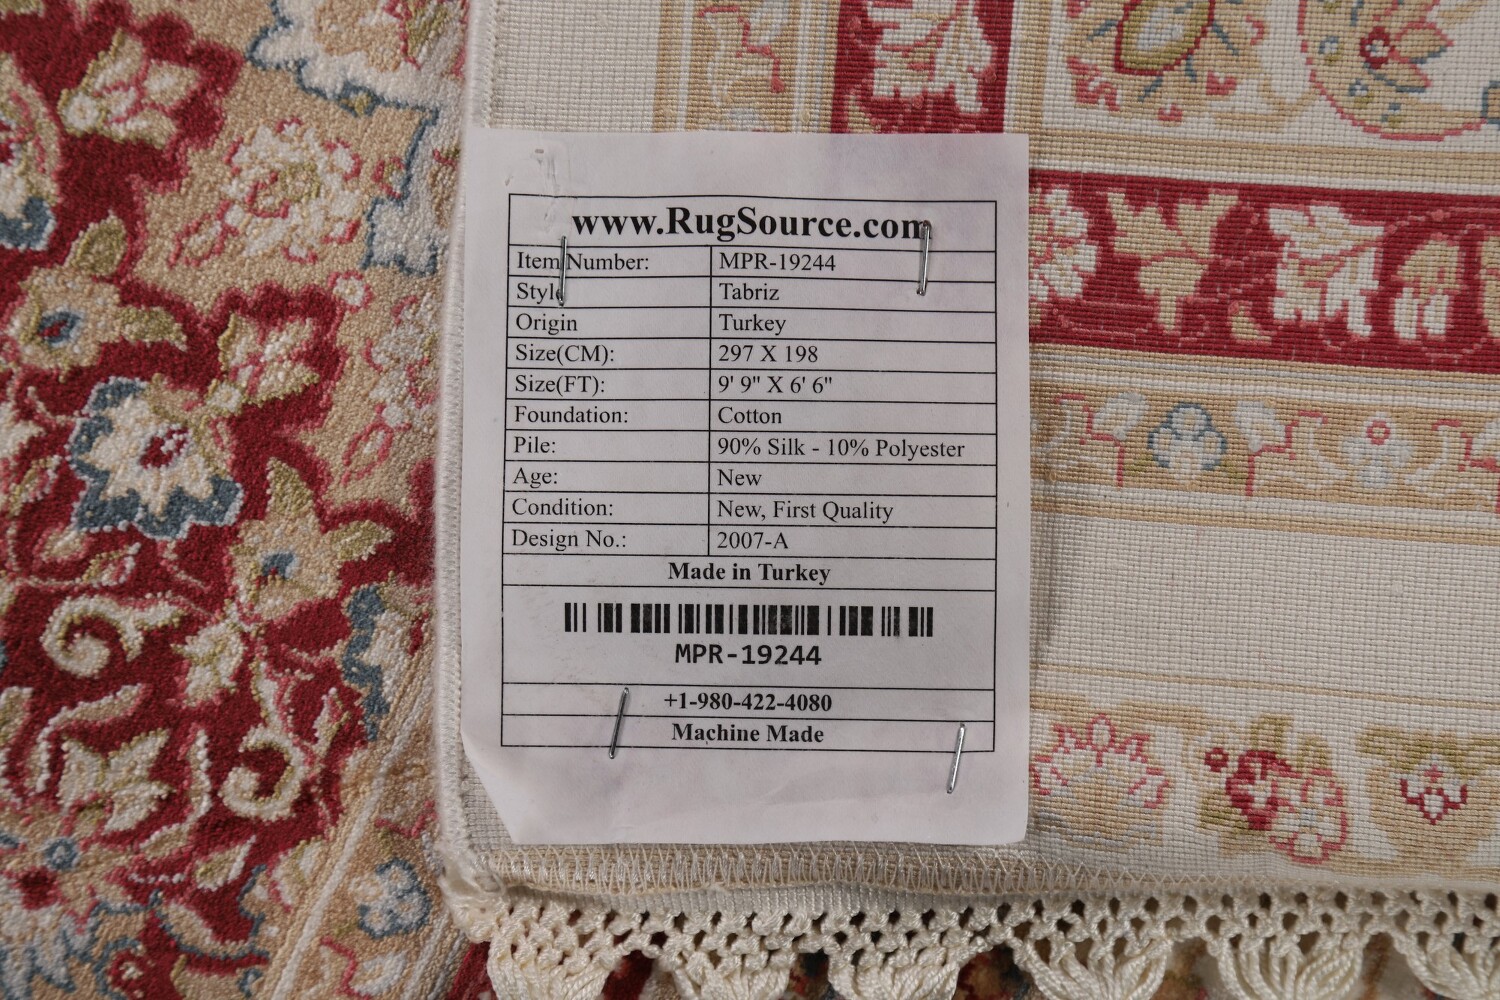 www.RugSource.com
Item Number: MPR-19244
Style Tabriz
Origin Turkey
Size(CM): 297 X 198
Size(FT): 9' 9" X 6' 6"
Foundation: Cotton
Pile: 90% Silk - 10% Polyester
Age: New
Condition: New, First Quality
Design No.: 2007-A
Made in Turkey
MPR-19244
+1-980-422-4080
Machine Made